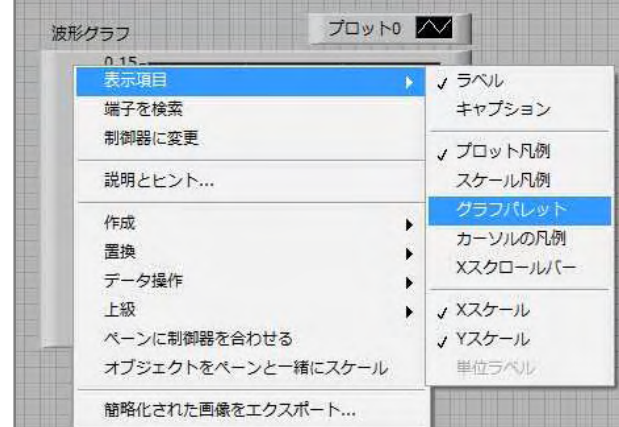 波形グラフ
プロット0
0.15-
表示項目
端子を検索
制御器に変更
説明とヒント...
作成
置換
データ操作
上級
ペーンに制御器を合わせる
オブジェクトをペーンと一緒にスケール
簡略化された画像をエクスポート...
ラベル
キャプション
プロット凡例
スケール凡例
グラフパレット
カーソルの凡例
Xスクロールバー
Xスケール
Yスケール
単位ラベル